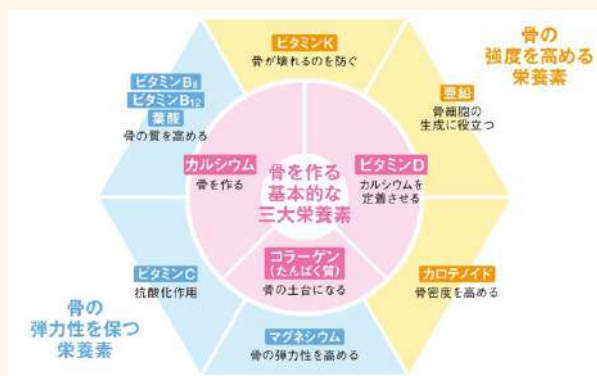 骨の
強度を高める
栄養素
ビタミンK
骨が壊れるのを防ぐ
亜鉛
骨細胞の
生成に役立つ
カロテノイド
骨密度を高める
骨を作る
基本的な
三大栄養素
カルシウム
骨を作る
ビタミンD
カルシウムを
定着させる
コラーゲン
(たんぱく質)
骨の土台になる
ビタミンB₆
ビタミンB₁₂
葉酸
骨の質を高める
ビタミンC
抗酸化作用
マグネシウム
骨の弾力性を高める
骨の
弾力性を保つ
栄養素